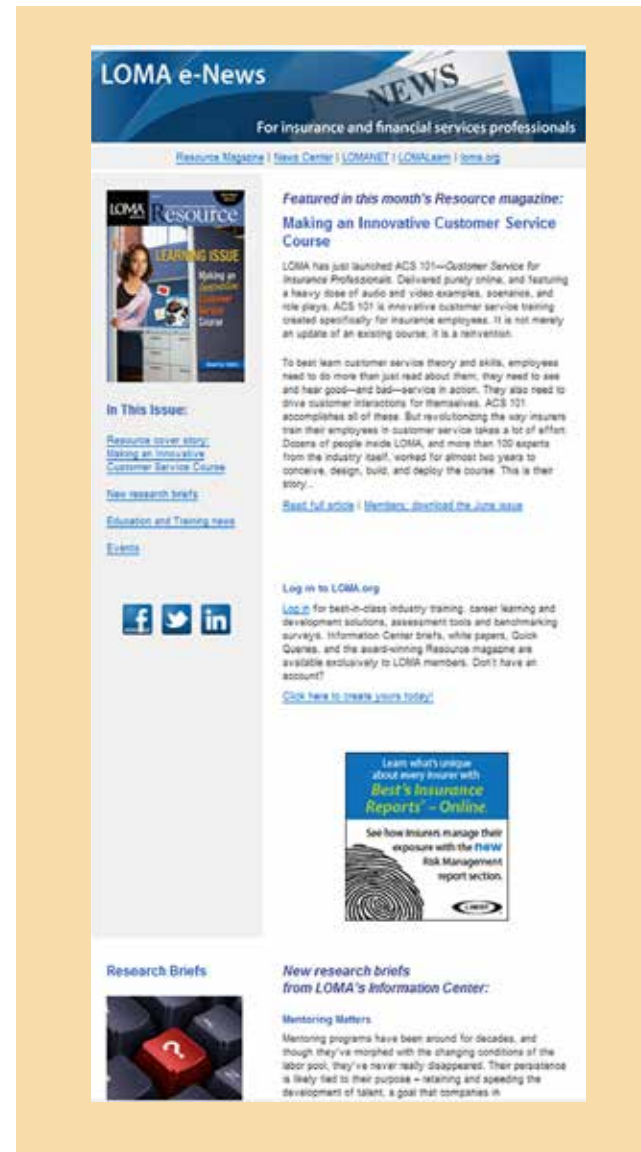 LOMA e-News
NEWS
For insurance and financial services professionals
Resource Magazine | News Center | LOMANET | LOMALearn | loma.org
LOMA Resource
LEARNING ISSUE
Making an
Innovative
Customer
Service
Course
In This Issue:
Resource cover story:
Making an Innovative
Customer Service Course
New research briefs
Education and Training news
Events
Featured in this month's Resource magazine:
Making an Innovative Customer Service
Course
LOMA has just launched ACS 101—Customer Service for
Insurance Professionals. Delivered purely online, and featuring
a heavy dose of audio and video examples, scenarios, and
role plays, ACS 101 is innovative customer service training
created specifically for insurance employees. It is not merely
an update of an existing course; it is a reinvention.
To best learn customer service theory and skills, employees
need to do more than just read about them; they need to see
and hear good—and bad—service in action. They also need to
drive customer interactions for themselves. ACS 101
accomplishes all of these. But revolutionizing the way insurers
train their employees in customer service takes a lot of effort.
Dozens of people inside LOMA, and more than 100 experts
from the industry itself, worked for almost two years to
conceive, design, build, and deploy the course. This is their
story...
Read full article | Members: download the June issue
Log in to LOMA.org
Log in for best-in-class industry training, career learning and
development solutions, assessment tools and benchmarking
surveys. Information Center briefs, white papers, Quick
Queries, and the award-winning Resource magazine are
available exclusively to LOMA members. Don't have an
account?
Click here to create yours today!
Learn what's unique
about every insurer with
Best's Insurance
Reports® – Online.
See how insurers manage their
exposure with the new
Risk Management
report section.
Research Briefs
?
New research briefs
from LOMA's Information Center:
Mentoring Matters
Mentoring programs have been around for decades, and
though they've morphed with the changing conditions of the
labor pool, they've never really disappeared. Their persistence
is likely tied to their purpose – retaining and speeding the
development of talent, a goal that companies in